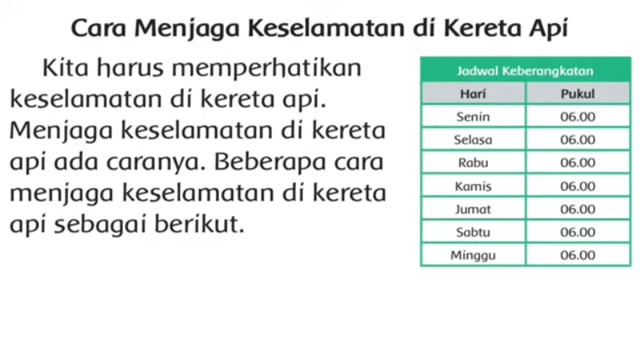 Cara Menjaga Keselamatan di Kereta Api
Kita harus memperhatikan
keselamatan di kereta api.
Menjaga keselamatan di kereta
api ada caranya. Beberapa cara
menjaga keselamatan di kereta
api sebagai berikut.
Jadwal Keberangkatan
Hari Pukul
Senin 06.00
Selasa 06.00
Rabu 06.00
Kamis 06.00
Jumat 06.00
Sabtu 06.00
Minggu 06.00